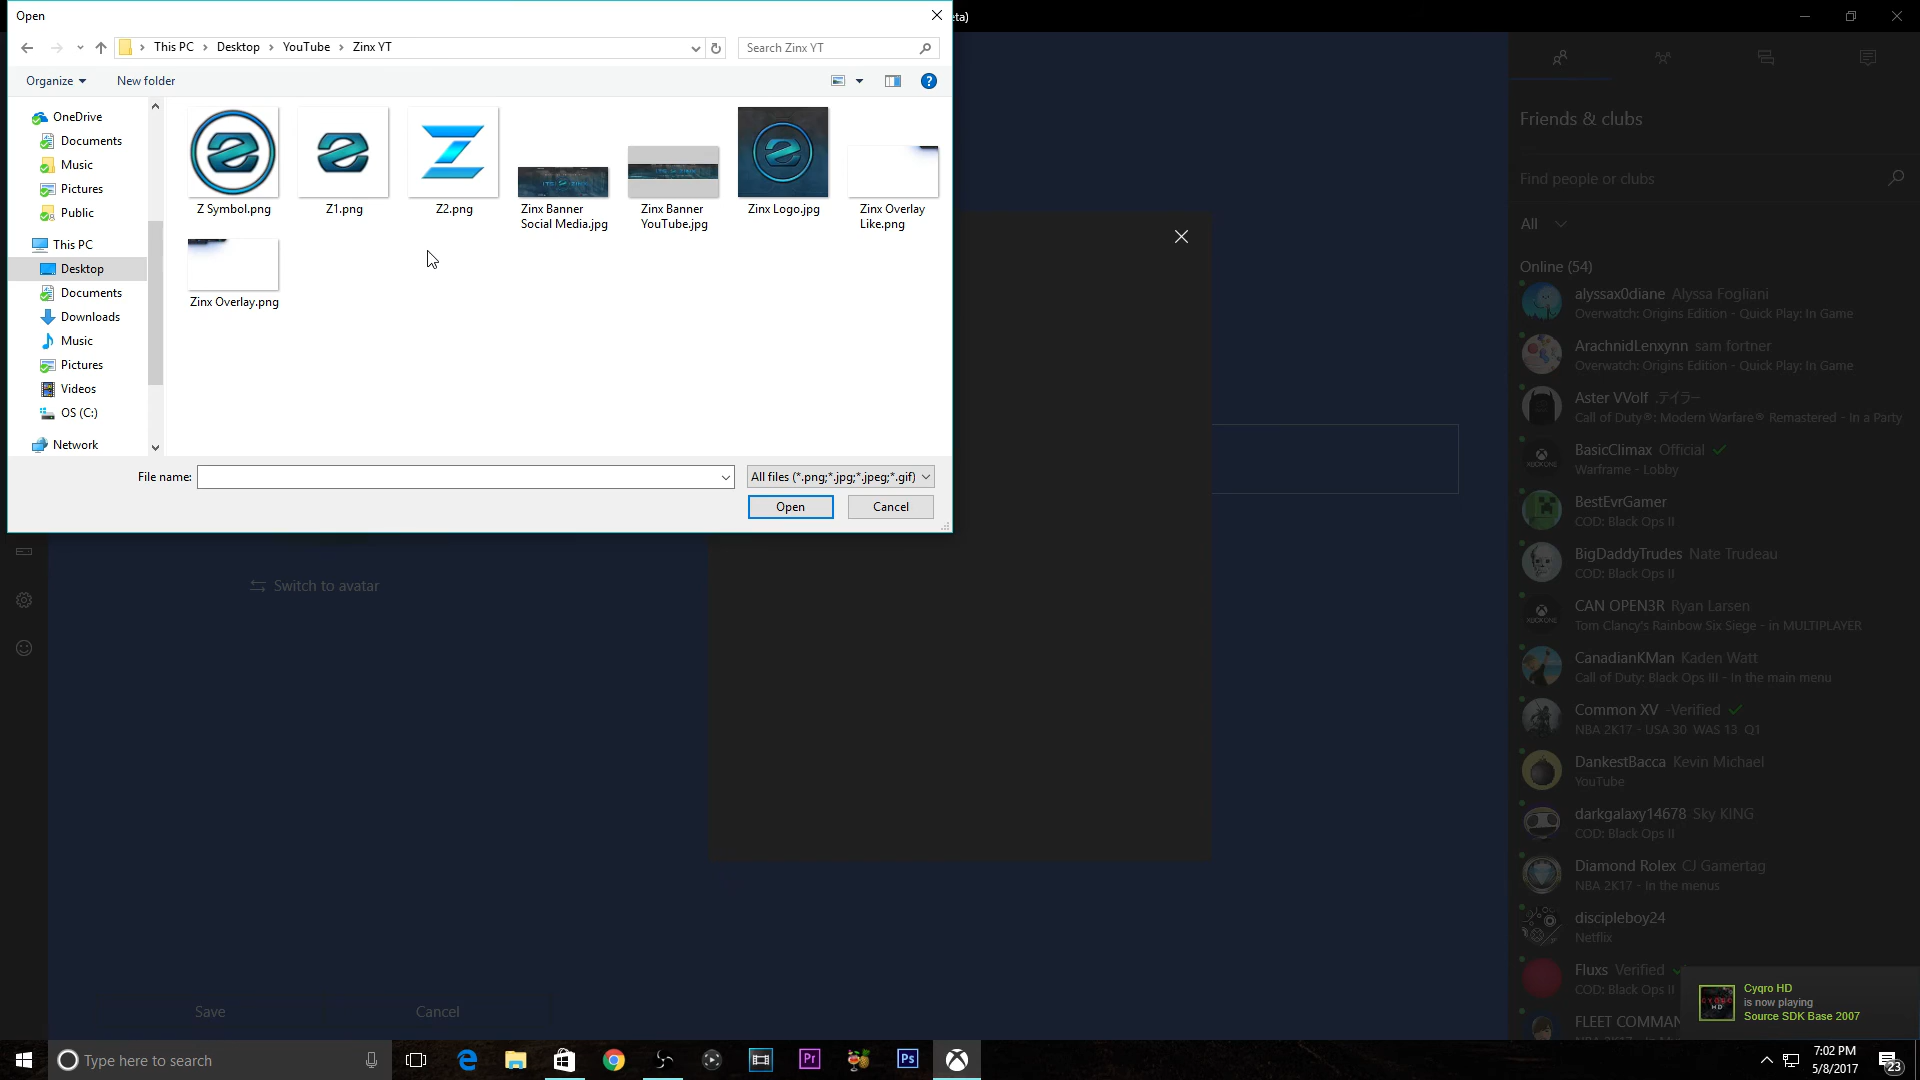 Open
eta)
This PC
Desktop
YouTube
Zinx YT
Search Zinx YT
Organize
New folder
OneDrive
Documents
Music
Pictures
Public
This PC
Desktop
Documents
Downloads
Music
Pictures
Videos
OS (C:)
Network
Z Symbol.png
Z1.png
Z2.png
Zinx Banner
Social Media.jpg
Zinx Banner
YouTube.jpg
Zinx Logo.jpg
Zinx Overlay
Like.png
Zinx Overlay.png
File name:
All files (*.png;*.jpg;*.jpeg;*.gif)
Open
Cancel
Switch to avatar
Save
Cancel
Friends & clubs
Find people or clubs
All
Online (54)
alyssax0diane Alyssa Fogliani
Overwatch: Origins Edition - Quick Play: In Game
ArachnidLenxynn sam fortner
Overwatch: Origins Edition - Quick Play: In Game
Aster VVolf .テイラー
Call of Duty®: Modern Warfare® Remastered - In a Party
BasicClimax Official
Warframe - Lobby
BestEvrGamer
COD: Black Ops II
BigDaddyTrudes Nate Trudeau
COD: Black Ops II
CAN OPEN3R Ryan Larsen
Tom Clancy's Rainbow Six Siege - in MULTIPLAYER
CanadianKMan Kaden Watt
Call of Duty: Black Ops III - In the main menu
Common XV -Verified
NBA 2K17 - USA 30 WAS 13 Q1
DankestBacca Kevin Michael
YouTube
darkgalaxy14678 Sky KING
COD: Black Ops II
Diamond Rolex CJ Gamertag
NBA 2K17 - In the menus
discipleboy24
Netflix
Fluxs Verified
COD: Black Ops II
FLEET COMMAN
Cyqro HD
is now playing
Source SDK Base 2007
Type here to search
Pr
Ps
7:02 PM
5/8/2017
23